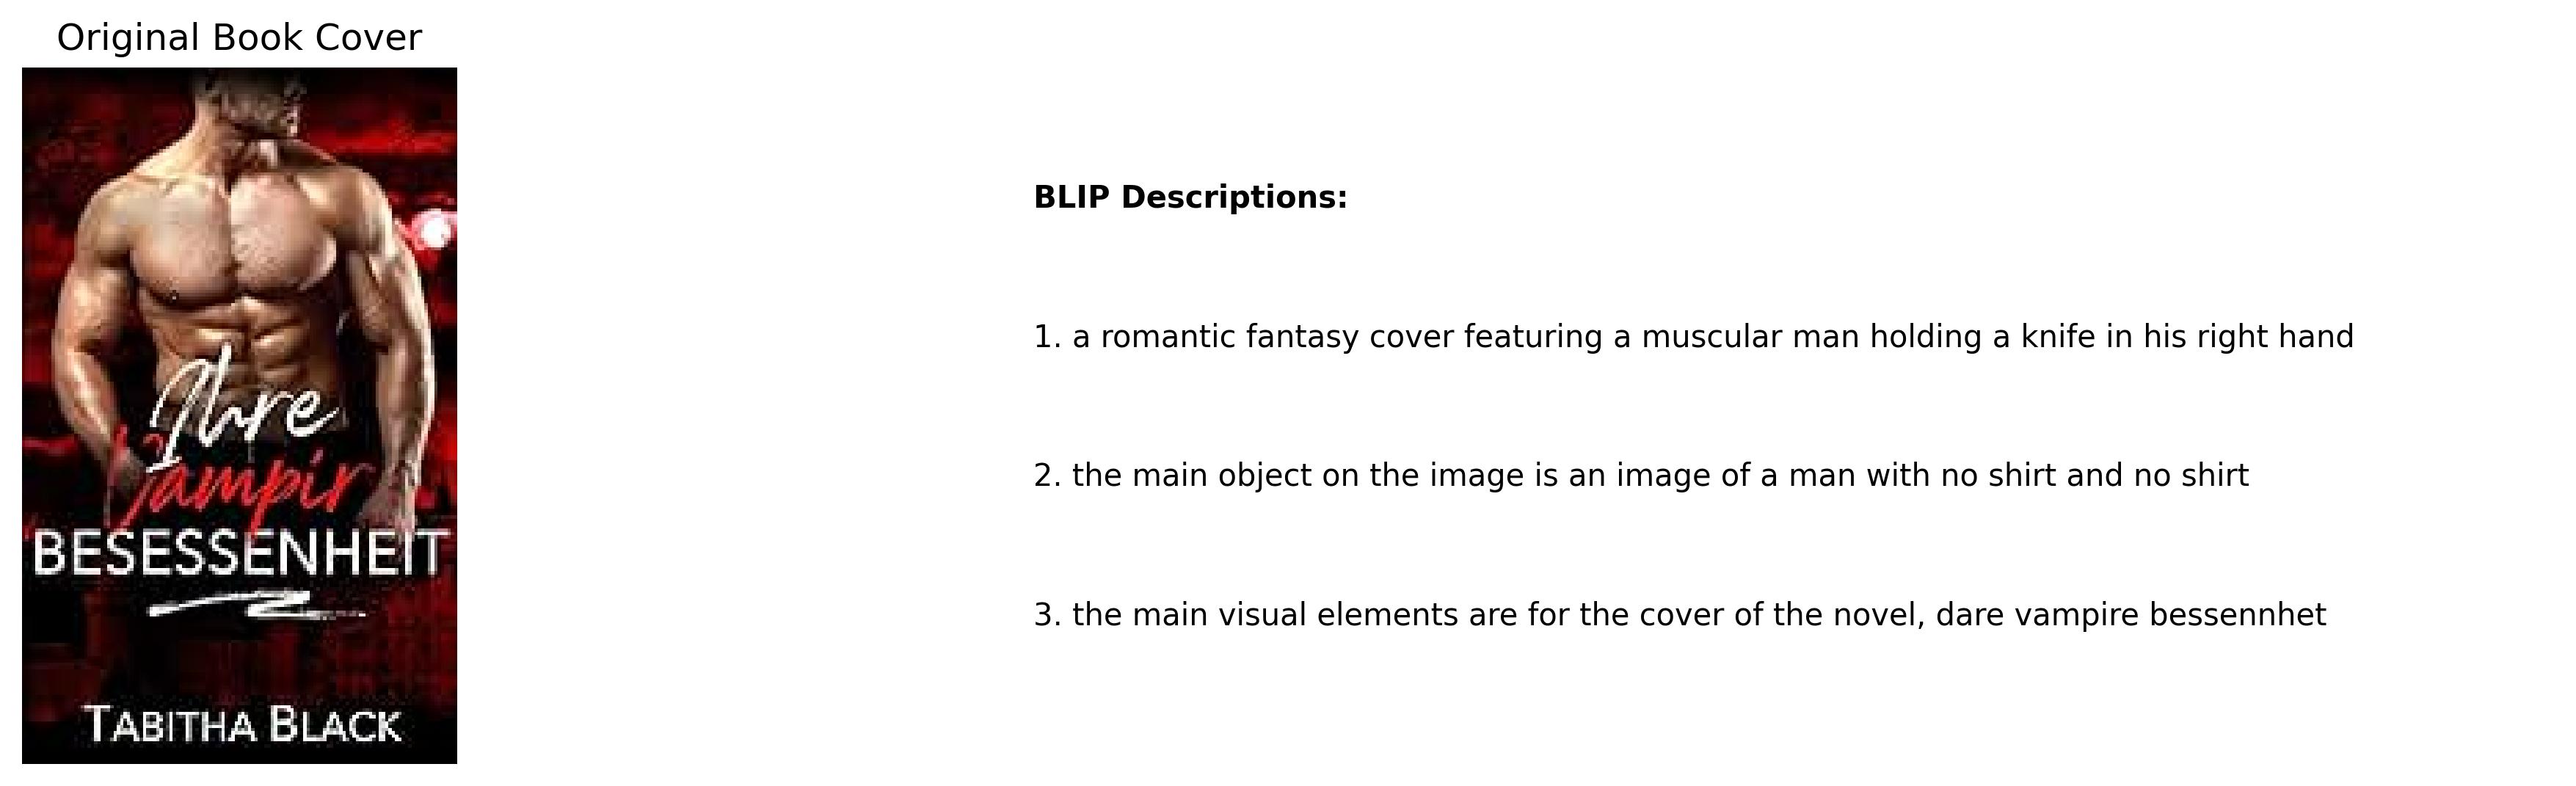 Original Book Cover
Ihre
Vampir
BESESSENHEIT
TABITHA BLACK
BLIP Descriptions:
1. a romantic fantasy cover featuring a muscular man holding a knife in his right hand
2. the main object on the image is an image of a man with no shirt and no shirt
3. the main visual elements are for the cover of the novel, dare vampire bessennhet